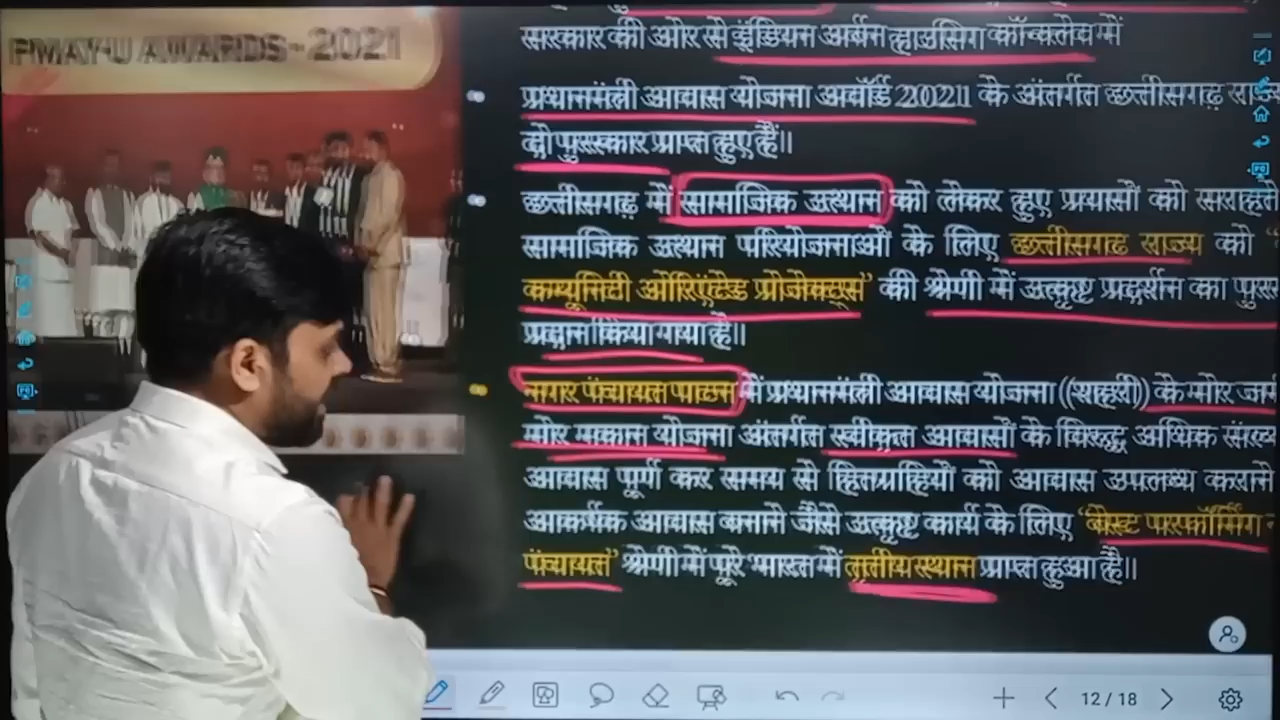 PMAY-U AWARDS - 2021
सरकार की ओर से इंडियन अर्बन हाउसिंग कॉन्क्लेव में
प्रधानमंत्री आवास योजना अवॉर्ड 2021 के अंतर्गत छत्तीसगढ़
दो पुरस्कार प्राप्त हुए हैं।
छत्तीसगढ़ में सामाजिक उत्थान को लेकर हुए प्रयासों को सराहते
सामाजिक उत्थान परियोजनाओं के लिए छत्तीसगढ़ राज्य को "
कम्यूनिटी ओरिएंटेड प्रोजेक्ट्स" की श्रेणी में उत्कृष्ट प्रदर्शन का
प्रदान किया गया है।
नगर पंचायत पाटन में प्रधानमंत्री आवास योजना (शहरी) के मोर
मोर मकान योजना अंतर्गत स्वीकृत आवासों के विरुद्ध अधिक
आवास पूर्ण कर समय से हितग्राहियों को आवास उपलब्ध कराने
आकर्षक आवास बनाने जैसे उत्कृष्ट कार्य के लिए "बेस्ट परफॉर्मिंग
पंचायत" श्रेणी में पूरे भारत में तृतीय स्थान प्राप्त हुआ है।
12 / 18